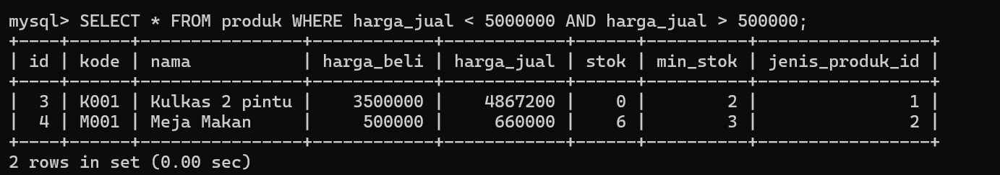 mysql> SELECT * FROM produk WHERE harga_jual < 5000000 AND harga_jual > 500000;
+----+------+----------------+------------+------------+------+----------+-----------------+
| id | kode | nama           | harga_beli | harga_jual | stok | min_stok | jenis_produk_id |
+----+------+----------------+------------+------------+------+----------+-----------------+
|  3 | K001 | Kulkas 2 pintu |    3500000 |    4867200 |    0 |        2 |               1 |
|  4 | M001 | Meja Makan     |     500000 |     660000 |    6 |        3 |               2 |
+----+------+----------------+------------+------------+------+----------+-----------------+
2 rows in set (0.00 sec)